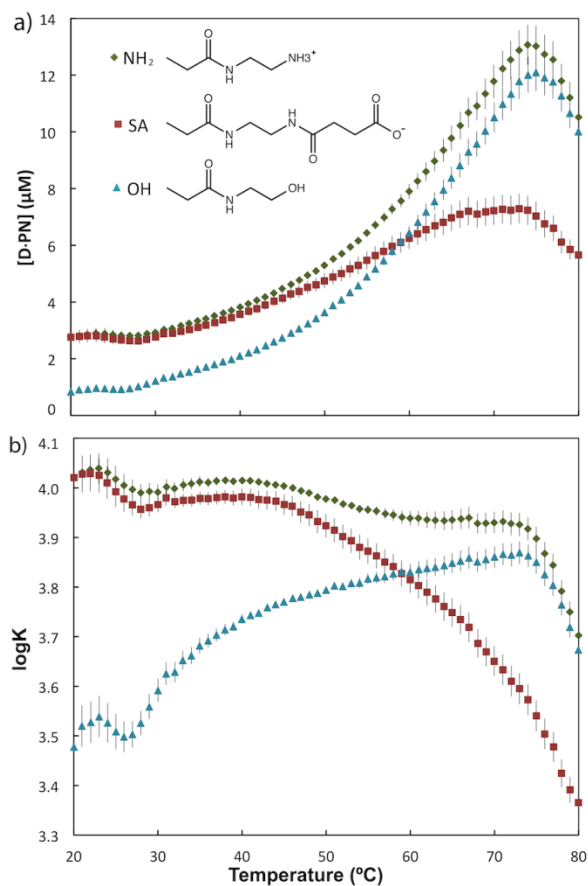 a)
14
12
10
8
6
4
2
0
[D·PN] (µM)
NH₂
O
N
H
NH3⁺
SA
O
N
H
H
N
O
O
O⁻
OH
O
N
H
OH
b)
4.1
4.0
3.9
3.8
3.7
3.6
3.5
3.4
3.3
logK
20 30 40 50 60 70 80
Temperature (ºC)